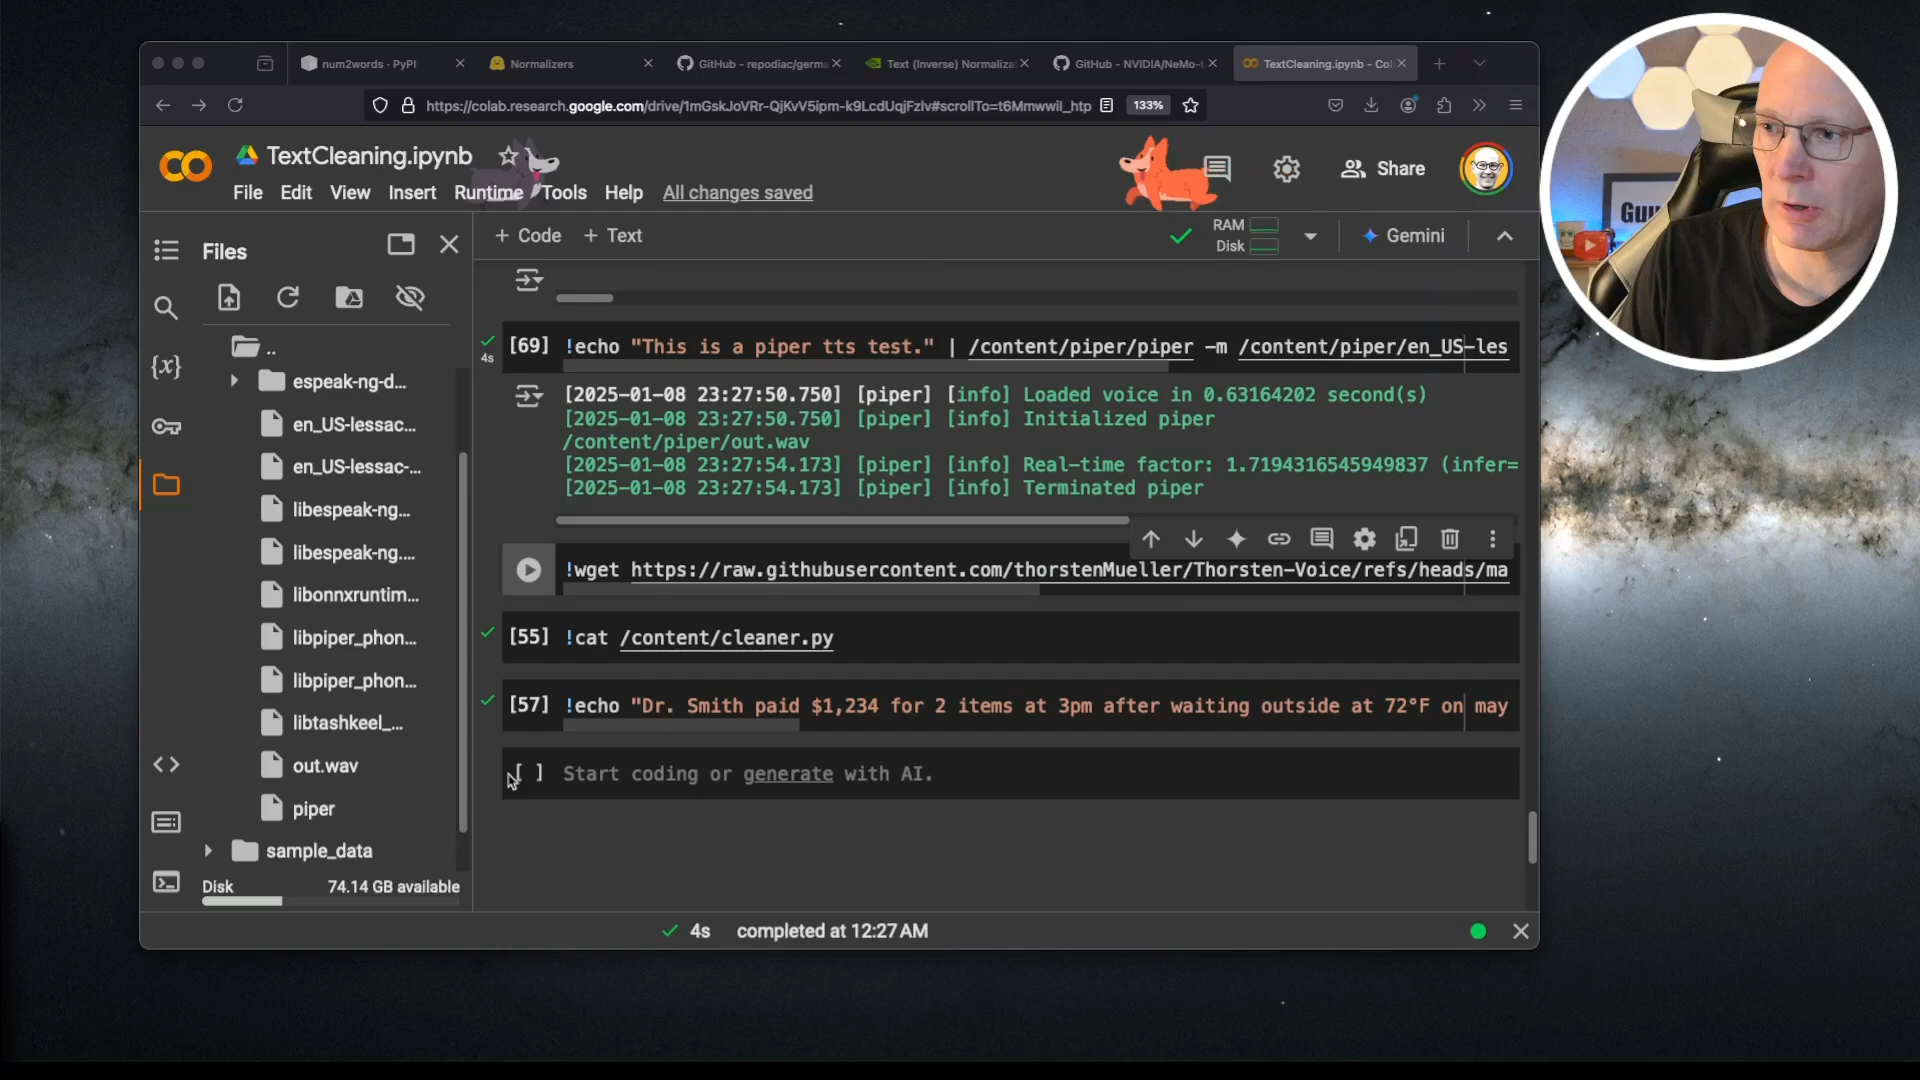 num2words · PyPI
Normalizers
GitHub - repodiac/germ
Text (Inverse) Normaliza
GitHub - NVIDIA/NeMo-
TextCleaning.ipynb - Co
https://colab.research.google.com/drive/1mGskJoVRr-QjKvV5ipm-k9LcdUqjFzlv#scrollTo=t6Mmwwil_htp
133%
TextCleaning.ipynb
File Edit View Insert Runtime Tools Help All changes saved
Share
Files
+ Code + Text
RAM
Disk
Gemini
..
espeak-ng-d...
en_US-lessac...
en_US-lessac-...
libespeak-ng...
libespeak-ng....
libonnxruntim...
libpiper_phon...
libpiper_phon...
libtashkeel_...
out.wav
piper
sample_data
Disk 74.14 GB available
4s
[69] !echo "This is a piper tts test." | /content/piper/piper -m /content/piper/en_US-les
[2025-01-08 23:27:50.750] [piper] [info] Loaded voice in 0.63164202 second(s)
[2025-01-08 23:27:50.750] [piper] [info] Initialized piper
/content/piper/out.wav
[2025-01-08 23:27:54.173] [piper] [info] Real-time factor: 1.7194316545949837 (infer=
[2025-01-08 23:27:54.173] [piper] [info] Terminated piper
!wget https://raw.githubusercontent.com/thorstenMueller/Thorsten-Voice/refs/heads/ma
[55] !cat /content/cleaner.py
[57] !echo "Dr. Smith paid $1,234 for 2 items at 3pm after waiting outside at 72°F on may
[ ] Start coding or generate with AI.
4s completed at 12:27 AM